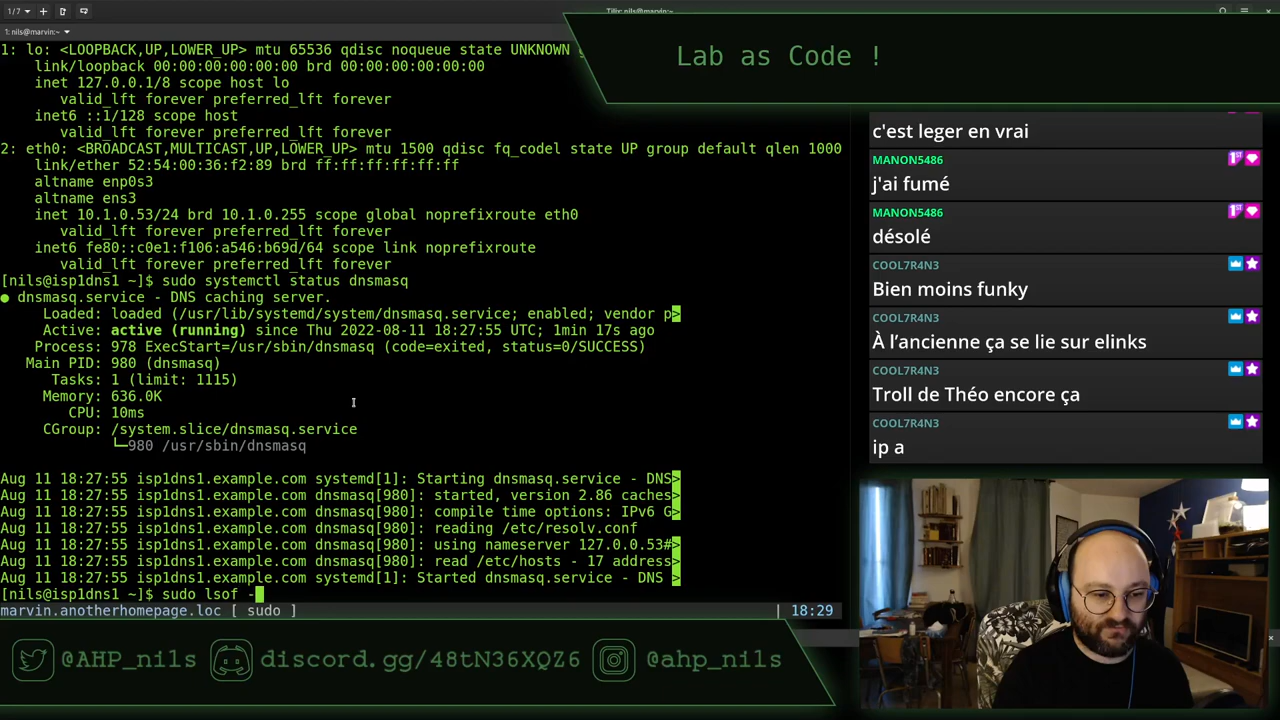 1/7
Tilix: nils@marvin:~
1: nils@marvin:~
1: lo: <LOOPBACK,UP,LOWER_UP> mtu 65536 qdisc noqueue state UNKNOWN
link/loopback 00:00:00:00:00:00 brd 00:00:00:00:00:00
inet 127.0.0.1/8 scope host lo
valid_lft forever preferred_lft forever
inet6 ::1/128 scope host
valid_lft forever preferred_lft forever
2: eth0: <BROADCAST,MULTICAST,UP,LOWER_UP> mtu 1500 qdisc fq_codel state UP group default qlen 1000
link/ether 52:54:00:36:f2:89 brd ff:ff:ff:ff:ff:ff
altname enp0s3
altname ens3
inet 10.1.0.53/24 brd 10.1.0.255 scope global noprefixroute eth0
valid_lft forever preferred_lft forever
inet6 fe80::c0e1:f106:a546:b69d/64 scope link noprefixroute
valid_lft forever preferred_lft forever
[nils@isp1dns1 ~]$ sudo systemctl status dnsmasq
● dnsmasq.service - DNS caching server.
Loaded: loaded (/usr/lib/systemd/system/dnsmasq.service; enabled; vendor p>
Active: active (running) since Thu 2022-08-11 18:27:55 UTC; 1min 17s ago
Process: 978 ExecStart=/usr/sbin/dnsmasq (code=exited, status=0/SUCCESS)
Main PID: 980 (dnsmasq)
Tasks: 1 (limit: 1115)
Memory: 636.0K
CPU: 10ms
CGroup: /system.slice/dnsmasq.service
└─980 /usr/sbin/dnsmasq
Aug 11 18:27:55 isp1dns1.example.com systemd[1]: Starting dnsmasq.service - DNS>
Aug 11 18:27:55 isp1dns1.example.com dnsmasq[980]: started, version 2.86 caches>
Aug 11 18:27:55 isp1dns1.example.com dnsmasq[980]: compile time options: IPv6 G>
Aug 11 18:27:55 isp1dns1.example.com dnsmasq[980]: reading /etc/resolv.conf
Aug 11 18:27:55 isp1dns1.example.com dnsmasq[980]: using nameserver 127.0.0.53#>
Aug 11 18:27:55 isp1dns1.example.com dnsmasq[980]: read /etc/hosts - 17 address>
Aug 11 18:27:55 isp1dns1.example.com systemd[1]: Started dnsmasq.service - DNS >
[nils@isp1dns1 ~]$ sudo lsof -
marvin.anotherhomepage.loc [ sudo ] | 18:29
Lab as Code !
c'est leger en vrai
MANON5486
j'ai fumé
MANON5486
désolé
COOL7R4N3
Bien moins funky
COOL7R4N3
À l'ancienne ça se lie sur elinks
COOL7R4N3
Troll de Théo encore ça
COOL7R4N3
ip a
@AHP_nils discord.gg/48tN36XQZ6 @ahp_nils